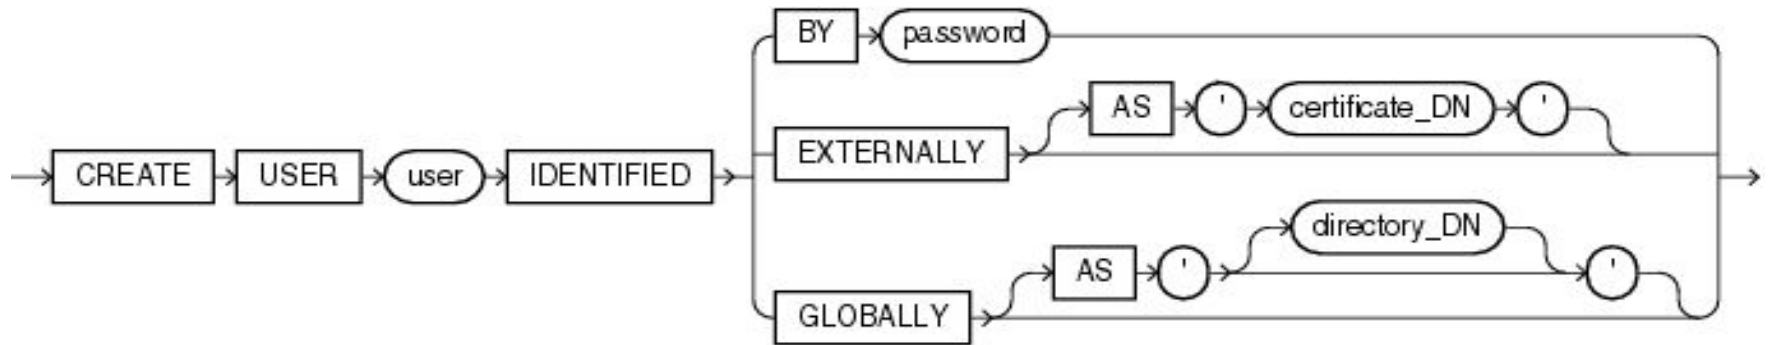 BY password
AS ' certificate_DN '
EXTERNALLY
CREATE USER user IDENTIFIED
directory_DN
AS ' '
GLOBALLY